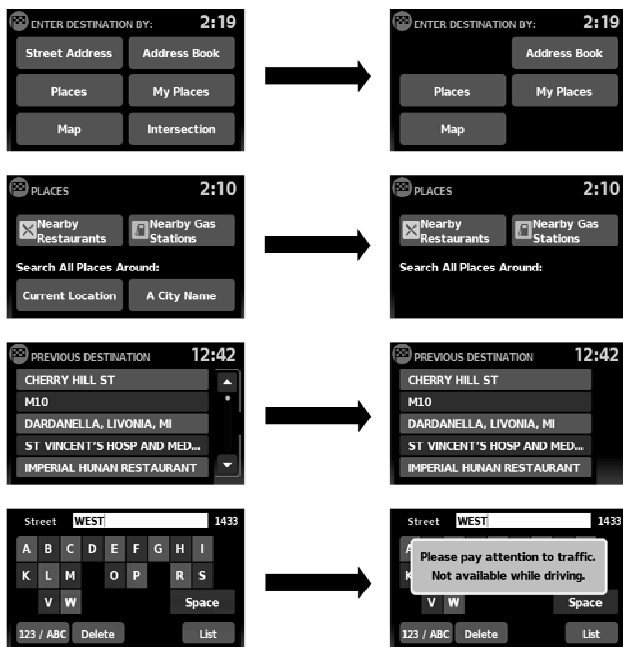 ENTER DESTINATION BY: 2:19
Street Address Address Book
Places My Places
Map Intersection
ENTER DESTINATION BY: 2:19
Address Book
Places My Places
Map
PLACES 2:10
Nearby Restaurants Nearby Gas Stations
Search All Places Around:
Current Location A City Name
PLACES 2:10
Nearby Restaurants Nearby Gas Stations
Search All Places Around:
PREVIOUS DESTINATION 12:42
CHERRY HILL ST
M10
DARDANELLA, LIVONIA, MI
ST VINCENT'S HOSP AND MED...
IMPERIAL HUNAN RESTAURANT
PREVIOUS DESTINATION 12:42
CHERRY HILL ST
M10
DARDANELLA, LIVONIA, MI
ST VINCENT'S HOSP AND MED...
IMPERIAL HUNAN RESTAURANT
Street WEST 1433
A B C D E F G H I
K L M O P R S
V W Space
123 / ABC Delete List
Street WEST 1433
Please pay attention to traffic.
Not available while driving.
V W Space
123 / ABC Delete List